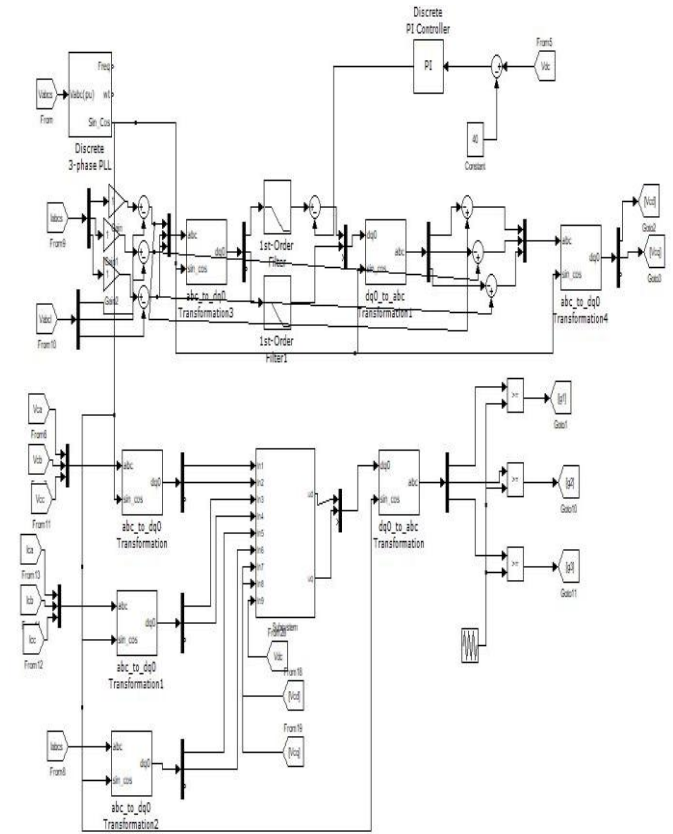 Discrete
PI Controller
PI
From5
Vdc
40
Constant
Freq
wt
Sin_Cos
Vabc(pu)
Vabcs
From
Discrete
3-phase PLL
Iabcs
From9
Gain
Gain1
Gain2
Vabcl
From10
abc
sin_cos
dq0
abc_to_dq0
Transformation3
1st-Order
Filter
1st-Order
Filter1
dq0
sin_cos
abc
dq0_to_abc
Transformation1
abc
sin_cos
dq0
abc_to_dq0
Transformation4
[Vcd]
Goto2
[Vcq]
Goto3
Vca
Vcb
Vcc
From11
abc
sin_cos
dq0
abc_to_dq0
Transformation
In1
In2
In3
In4
In5
In6
In7
In8
In9
ud
uq
Subsystem
dq0
sin_cos
abc
dq0_to_abc
Transformation
>=
[g1]
Goto1
>=
[g2]
Goto10
>=
[g3]
Goto11
Ica
From13
Icb
Icc
From12
abc
sin_cos
dq0
abc_to_dq0
Transformation1
Vdc
From18
[Vcd]
From19
[Vcq]
Iabcs
abc
sin_cos
dq0
abc_to_dq0
Transformation2